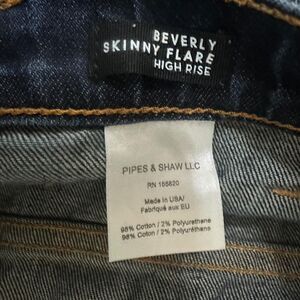 BEVERLY
SKINNY FLARE
HIGH RISE
PIPES & SHAW LLC
RN 155820
Made in USA/
Fabriqué aux EU
98% Cotton / 2% Polyurethane
98% Coton / 2% Polyuréthane